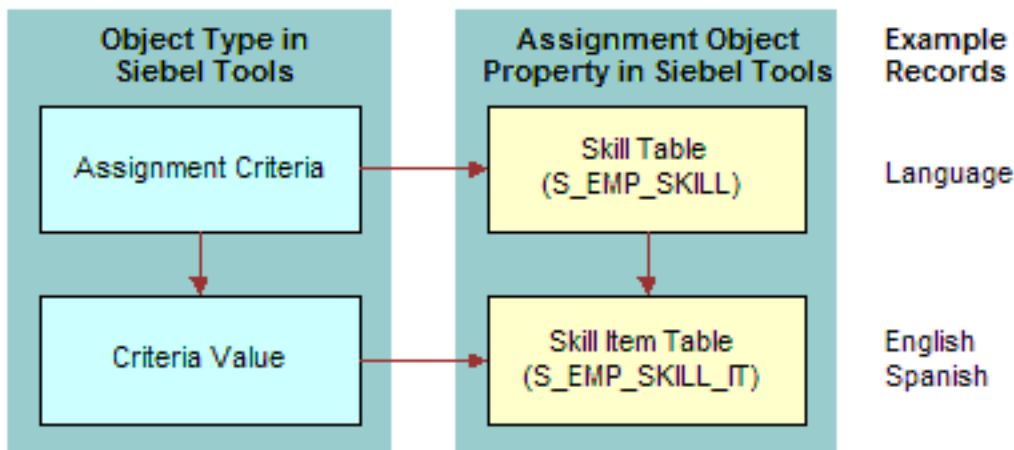 Object Type in
Siebel Tools
Assignment Object
Property in Siebel Tools
Example
Records
Assignment Criteria
Skill Table
(S_EMP_SKILL)
Language
Criteria Value
Skill Item Table
(S_EMP_SKILL_IT)
English
Spanish